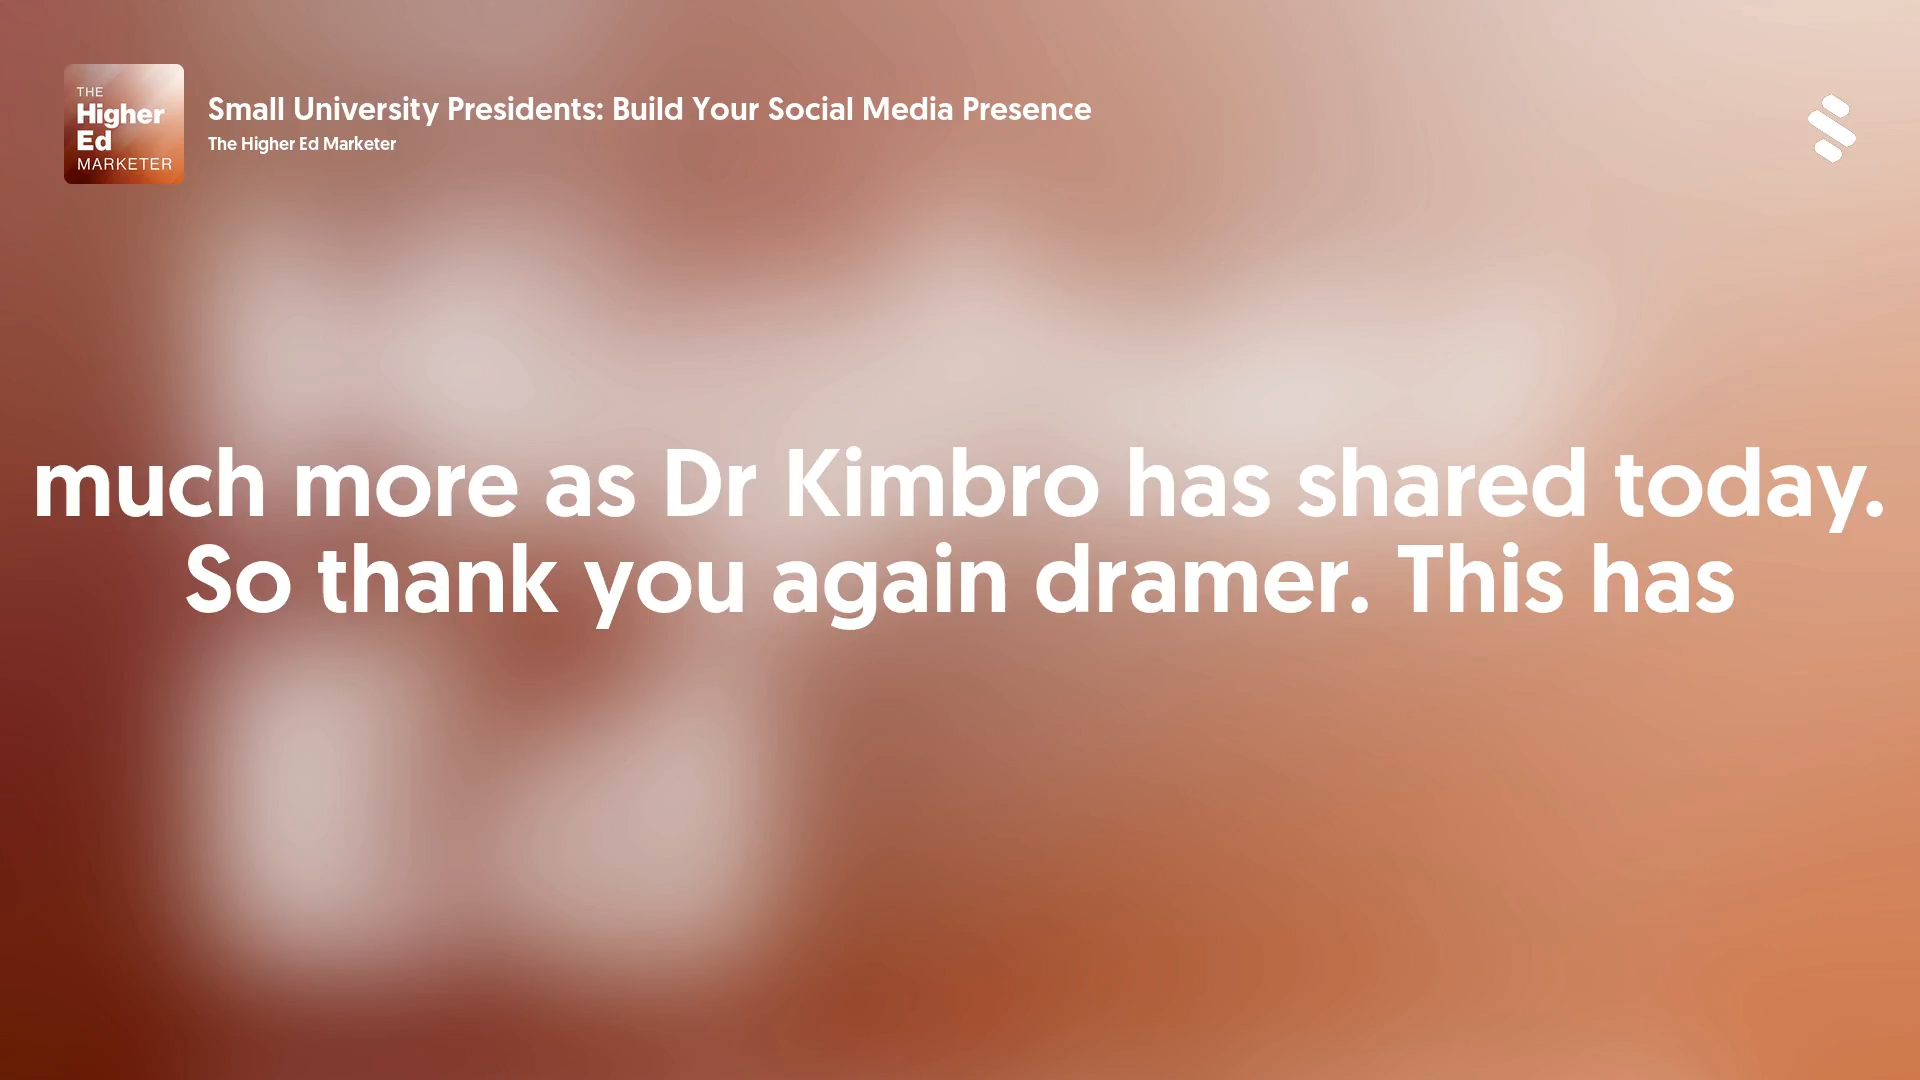 THE
Higher
Ed
MARKETER
Small University Presidents: Build Your Social Media Presence
The Higher Ed Marketer
much more as Dr Kimbro has shared today.
So thank you again dramer. This has